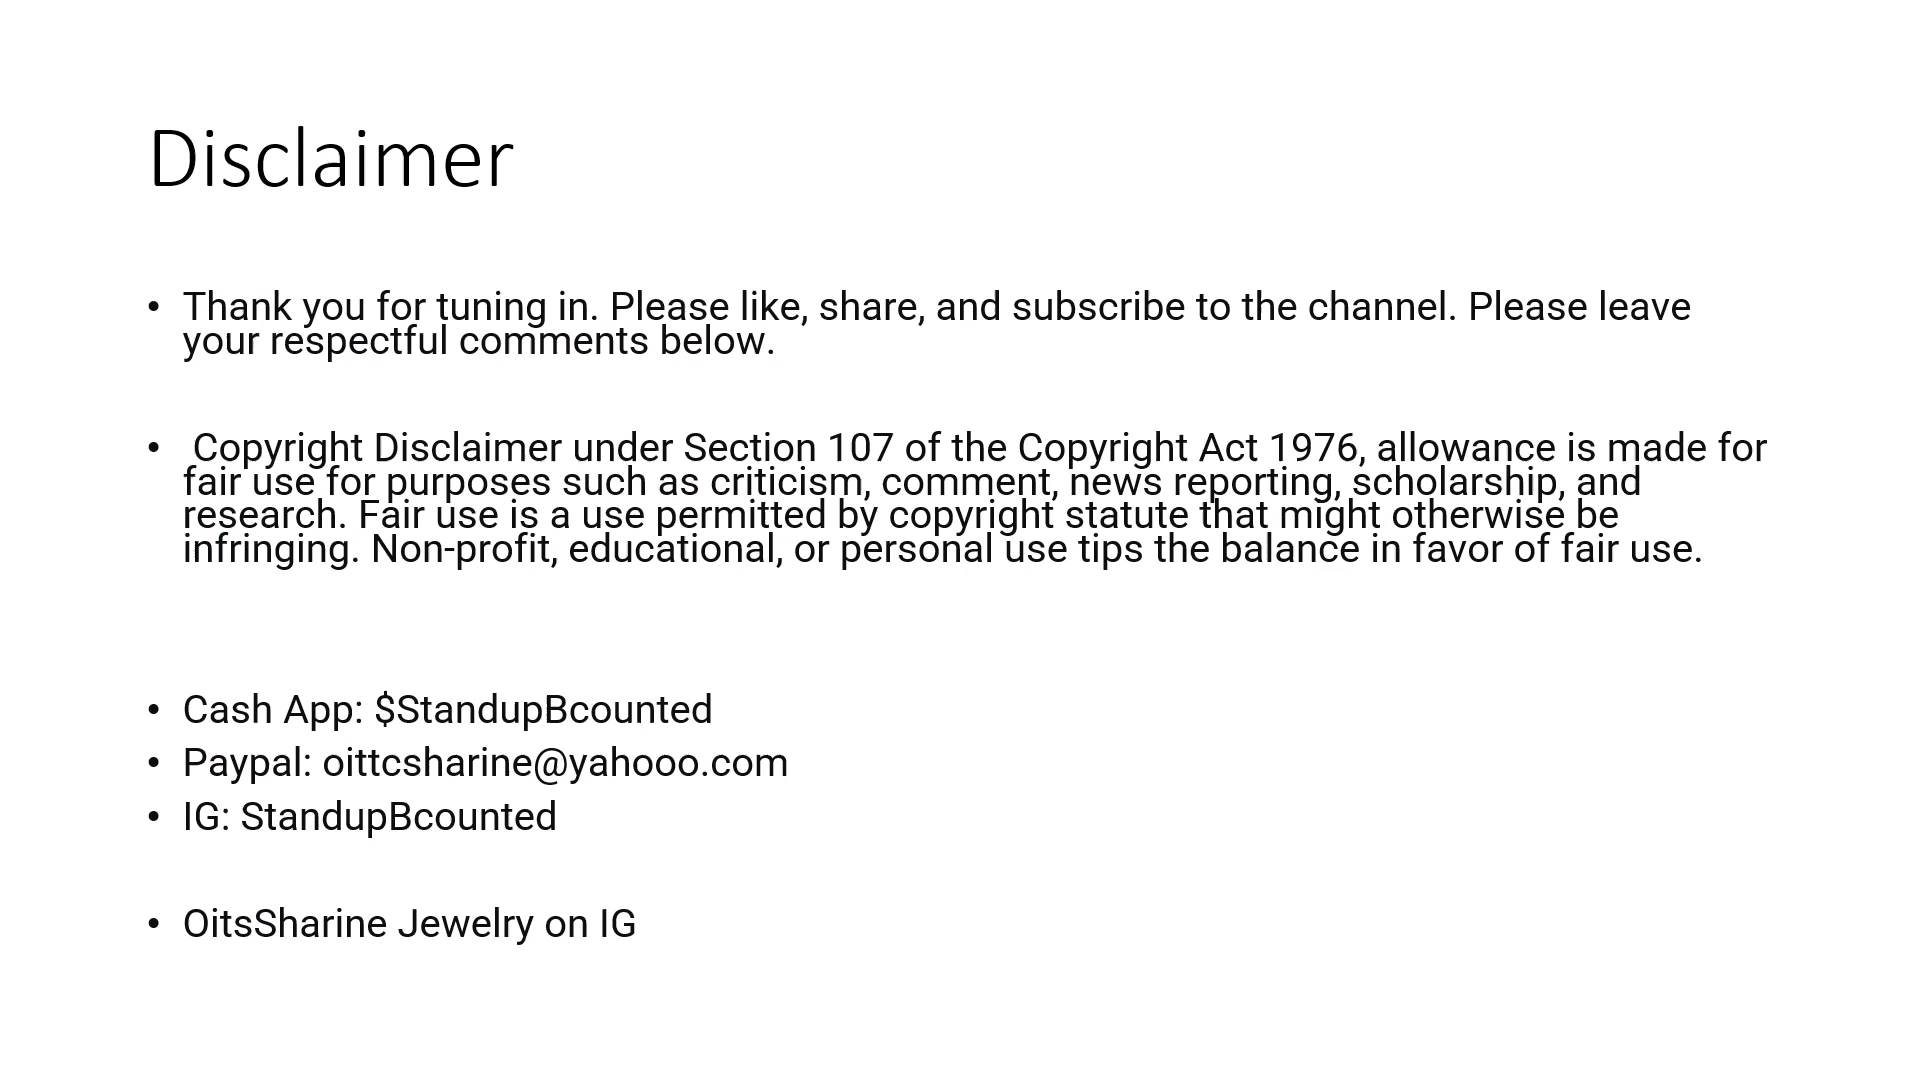 Disclaimer
• Thank you for tuning in. Please like, share, and subscribe to the channel. Please leave
your respectful comments below.
• Copyright Disclaimer under Section 107 of the Copyright Act 1976, allowance is made for
fair use for purposes such as criticism, comment, news reporting, scholarship, and
research. Fair use is a use permitted by copyright statute that might otherwise be
infringing. Non-profit, educational, or personal use tips the balance in favor of fair use.
• Cash App: $StandupBcounted
• Paypal: oittcsharine@yahooo.com
• IG: StandupBcounted
• OitsSharine Jewelry on IG